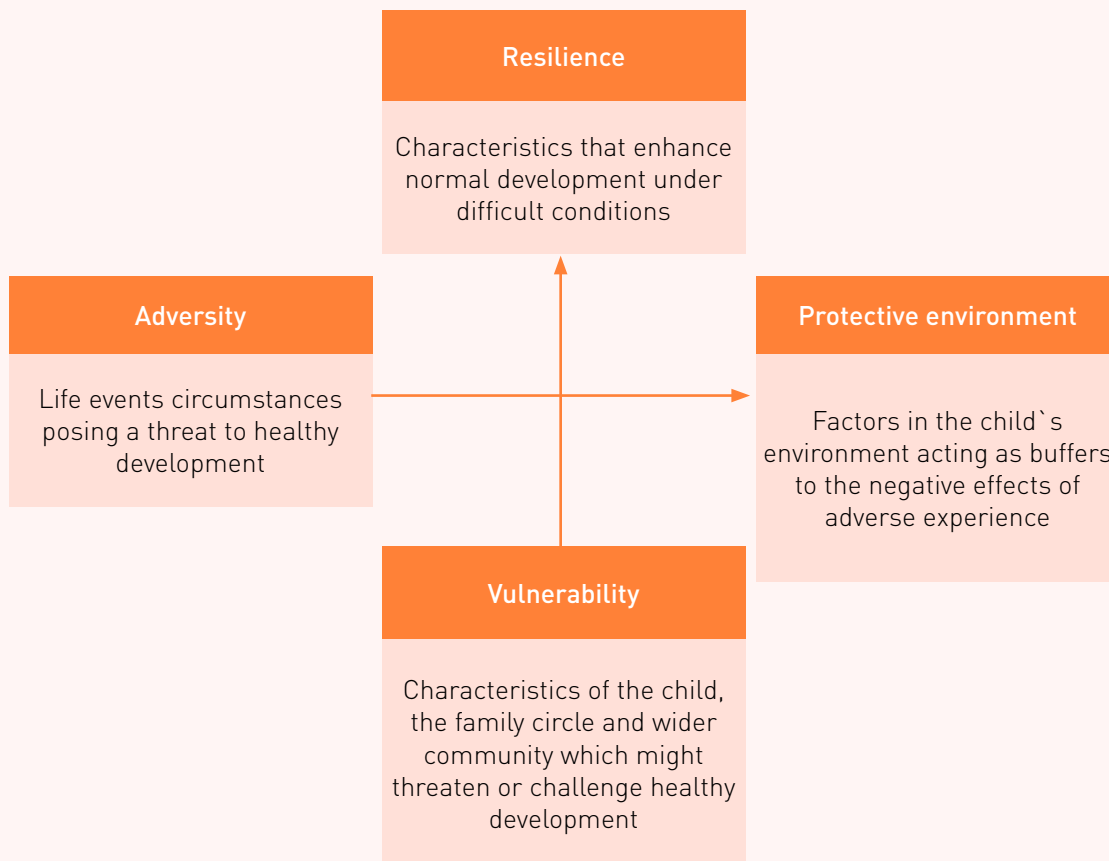 Resilience
Characteristics that enhance
normal development under
difficult conditions
Adversity
Life events circumstances
posing a threat to healthy
development
Protective environment
Factors in the child`s
environment acting as buffers
to the negative effects of
adverse experience
Vulnerability
Characteristics of the child,
the family circle and wider
community which might
threaten or challenge healthy
development